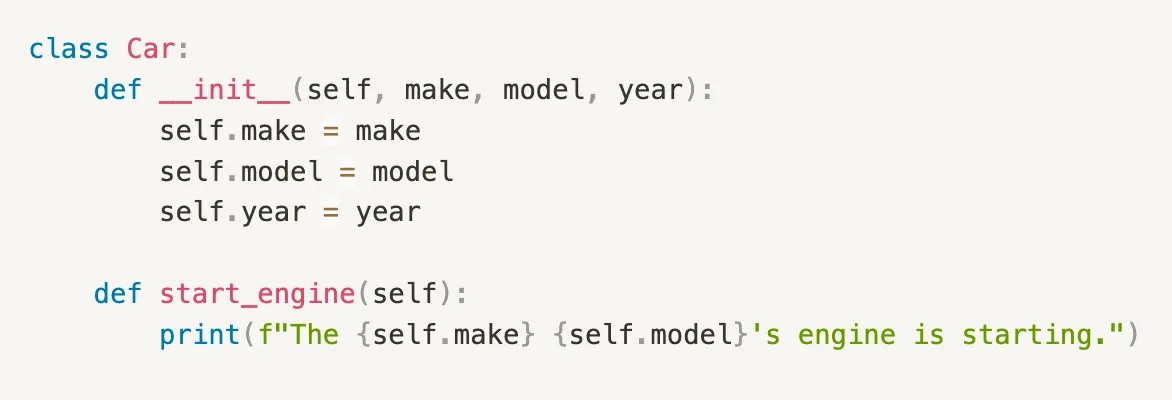 class Car:
    def __init__(self, make, model, year):
        self.make = make
        self.model = model
        self.year = year

    def start_engine(self):
        print(f"The {self.make} {self.model}'s engine is starting.")